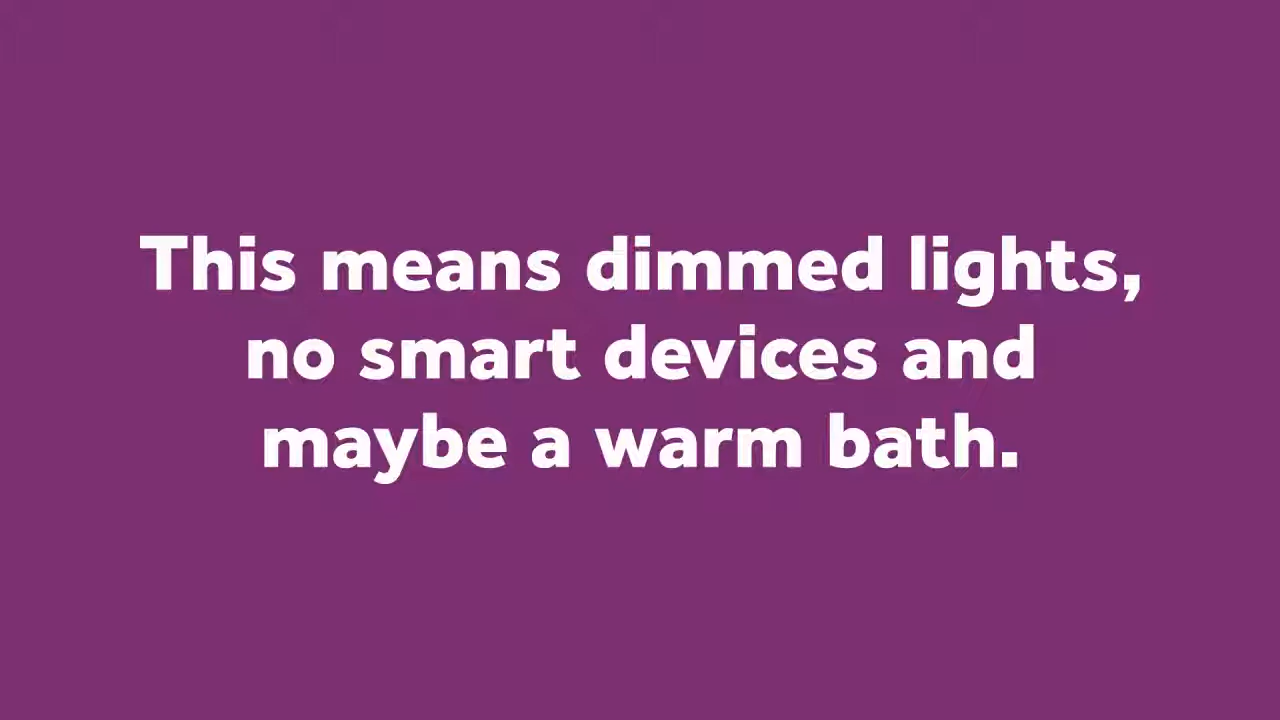 This means dimmed lights,
no smart devices and
maybe a warm bath.